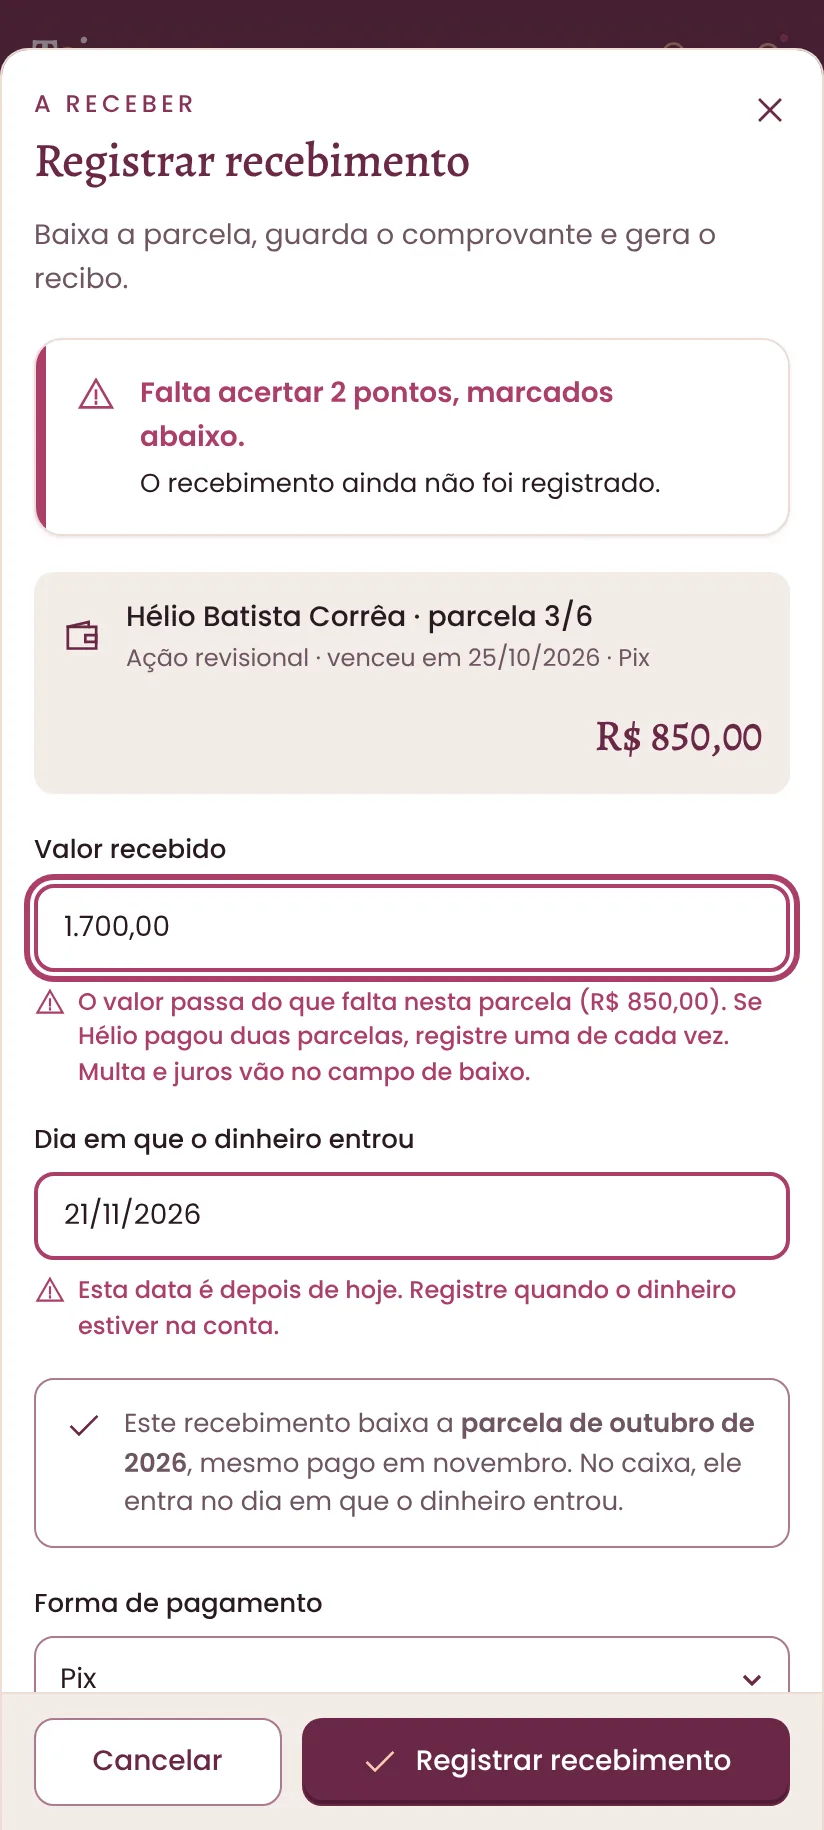 A RECEBER
Registrar recebimento
Baixa a parcela, guarda o comprovante e gera o
recibo.
Falta acertar 2 pontos, marcados
abaixo.
O recebimento ainda não foi registrado.
Hélio Batista Corrêa · parcela 3/6
Ação revisional · venceu em 25/10/2026 · Pix
R$ 850,00
Valor recebido
1.700,00
O valor passa do que falta nesta parcela (R$ 850,00). Se
Hélio pagou duas parcelas, registre uma de cada vez.
Multa e juros vão no campo de baixo.
Dia em que o dinheiro entrou
21/11/2026
Esta data é depois de hoje. Registre quando o dinheiro
estiver na conta.
Este recebimento baixa a parcela de outubro de
2026, mesmo pago em novembro. No caixa, ele
entra no dia em que o dinheiro entrou.
Forma de pagamento
Pix
Cancelar
Registrar recebimento